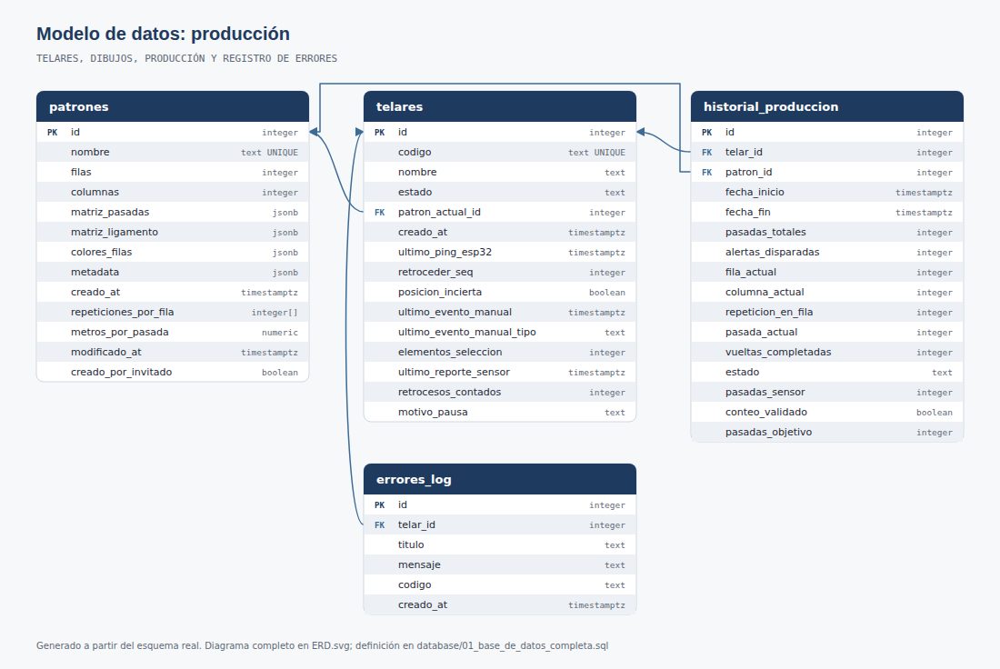 Modelo de datos: producción
TELARES, DIBUJOS, PRODUCCIÓN Y REGISTRO DE ERRORES
patrones
PK id integer
nombre text UNIQUE
filas integer
columnas integer
matriz_pasadas jsonb
matriz_ligamento jsonb
colores_filas jsonb
metadata jsonb
creado_at timestamptz
repeticiones_por_fila integer[]
metros_por_pasada numeric
modificado_at timestamptz
creado_por_invitado boolean
telares
PK id integer
codigo text UNIQUE
nombre text
estado text
FK patron_actual_id integer
creado_at timestamptz
ultimo_ping_esp32 timestamptz
retroceder_seq integer
posicion_incierta boolean
ultimo_evento_manual timestamptz
ultimo_evento_manual_tipo text
elementos_seleccion integer
ultimo_reporte_sensor timestamptz
retrocesos_contados integer
motivo_pausa text
historial_produccion
PK id integer
FK telar_id integer
FK patron_id integer
fecha_inicio timestamptz
fecha_fin timestamptz
pasadas_totales integer
alertas_disparadas integer
fila_actual integer
columna_actual integer
repeticion_en_fila integer
pasada_actual integer
vueltas_completadas integer
estado text
pasadas_sensor integer
conteo_validado boolean
pasadas_objetivo integer
errores_log
PK id integer
FK telar_id integer
titulo text
mensaje text
codigo text
creado_at timestamptz
Generado a partir del esquema real. Diagrama completo en ERD.svg; definición en database/01_base_de_datos_completa.sql